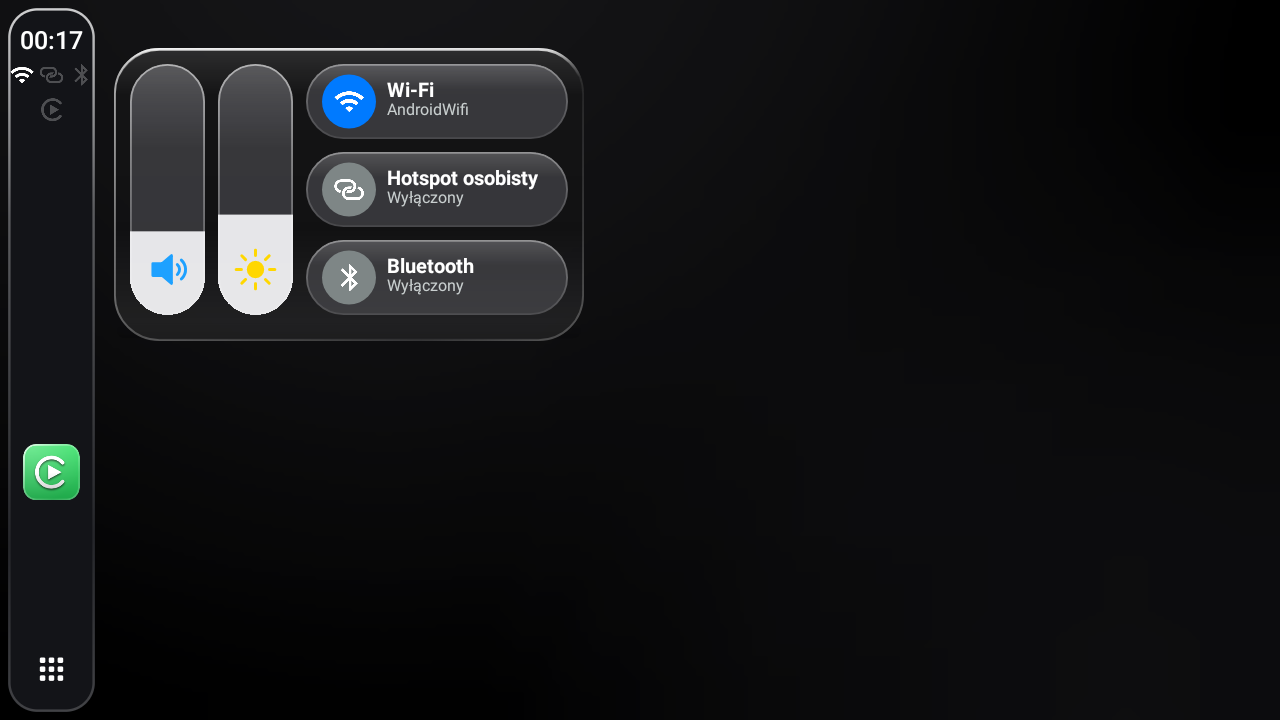 00:17
Wi-Fi
AndroidWifi
Hotspot osobisty
Wyłączony
Bluetooth
Wyłączony